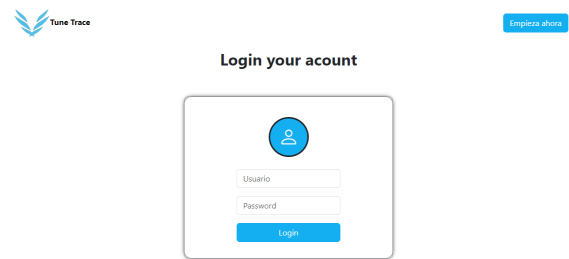 Tune Trace
Empieza ahora
Login your acount
Usuario
Password
Login